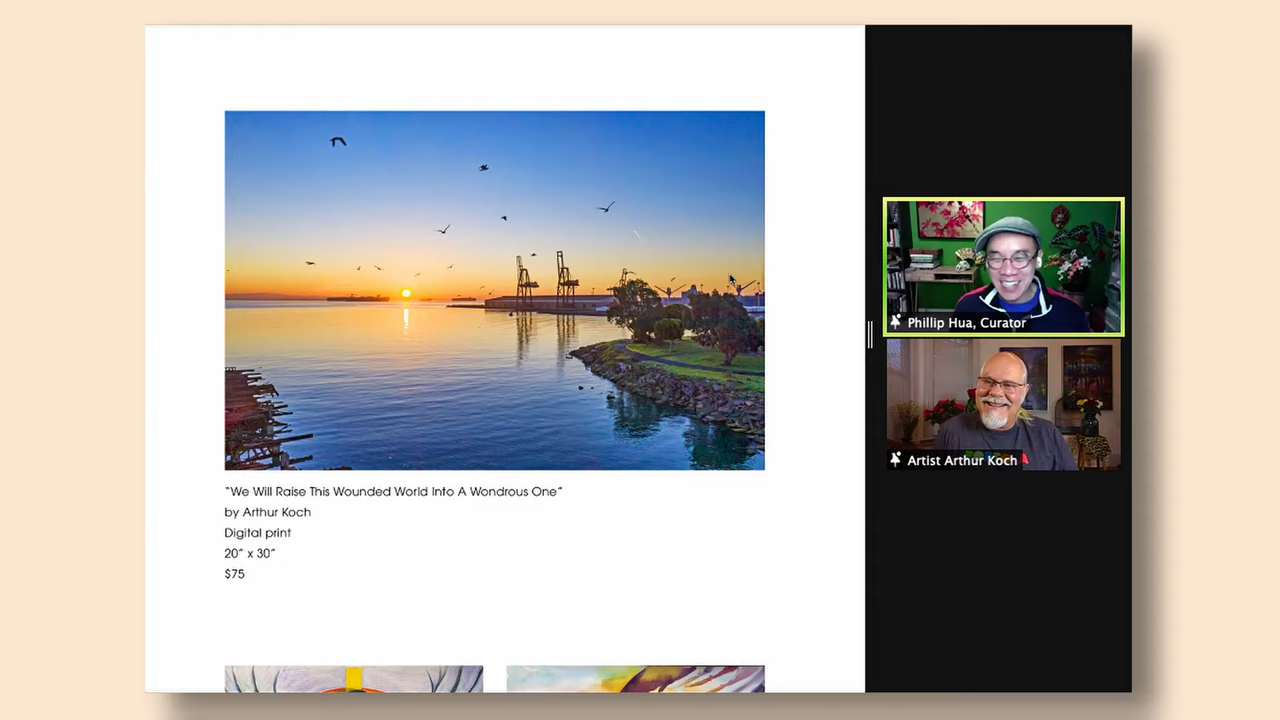 “We Will Raise This Wounded World Into A Wondrous One”
by Arthur Koch
Digital print
20” x 30”
$75
Phillip Hua, Curator
Artist Arthur Koch